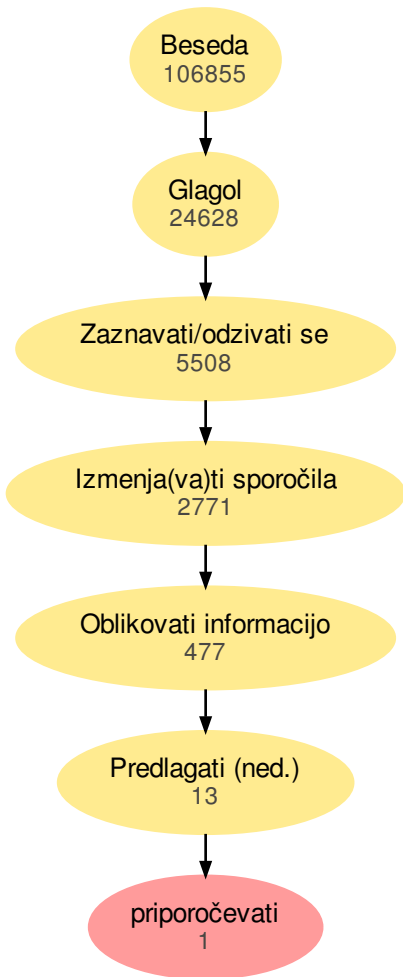 Beseda
106855
Glagol
24628
Zaznavati/odzivati se
5508
Izmenja(va)ti sporočila
2771
Oblikovati informacijo
477
Predlagati (ned.)
13
priporočevati
1